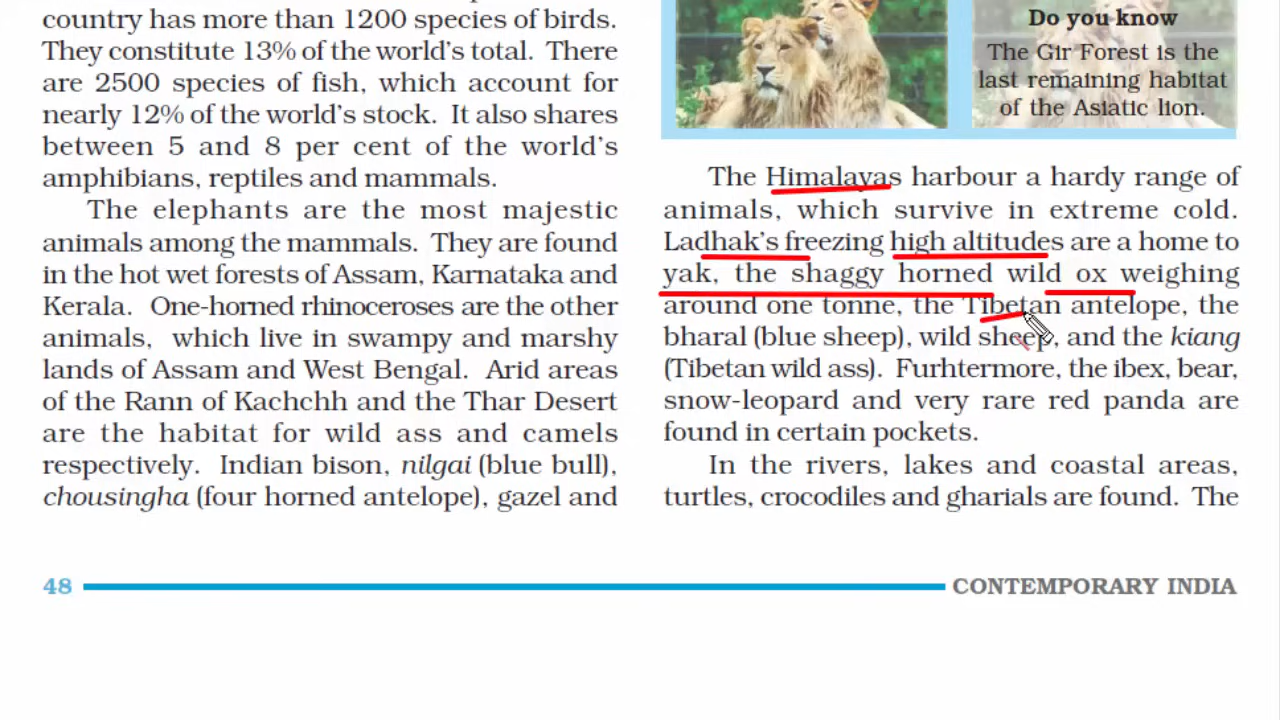 country has more than 1200 species of birds.
They constitute 13% of the world's total. There
are 2500 species of fish, which account for
nearly 12% of the world's stock. It also shares
between 5 and 8 per cent of the world's
amphibians, reptiles and mammals.
The elephants are the most majestic
animals among the mammals. They are found
in the hot wet forests of Assam, Karnataka and
Kerala. One-horned rhinoceroses are the other
animals, which live in swampy and marshy
lands of Assam and West Bengal. Arid areas
of the Rann of Kachchh and the Thar Desert
are the habitat for wild ass and camels
respectively. Indian bison, nilgai (blue bull),
chousingha (four horned antelope), gazel and
Do you know
The Gir Forest is the
last remaining habitat
of the Asiatic lion.
The Himalayas harbour a hardy range of
animals, which survive in extreme cold.
Ladhak's freezing high altitudes are a home to
yak, the shaggy horned wild ox weighing
around one tonne, the Tibetan antelope, the
bharal (blue sheep), wild sheep, and the kiang
(Tibetan wild ass). Furhtermore, the ibex, bear,
snow-leopard and very rare red panda are
found in certain pockets.
In the rivers, lakes and coastal areas,
turtles, crocodiles and gharials are found. The
48
CONTEMPORARY INDIA